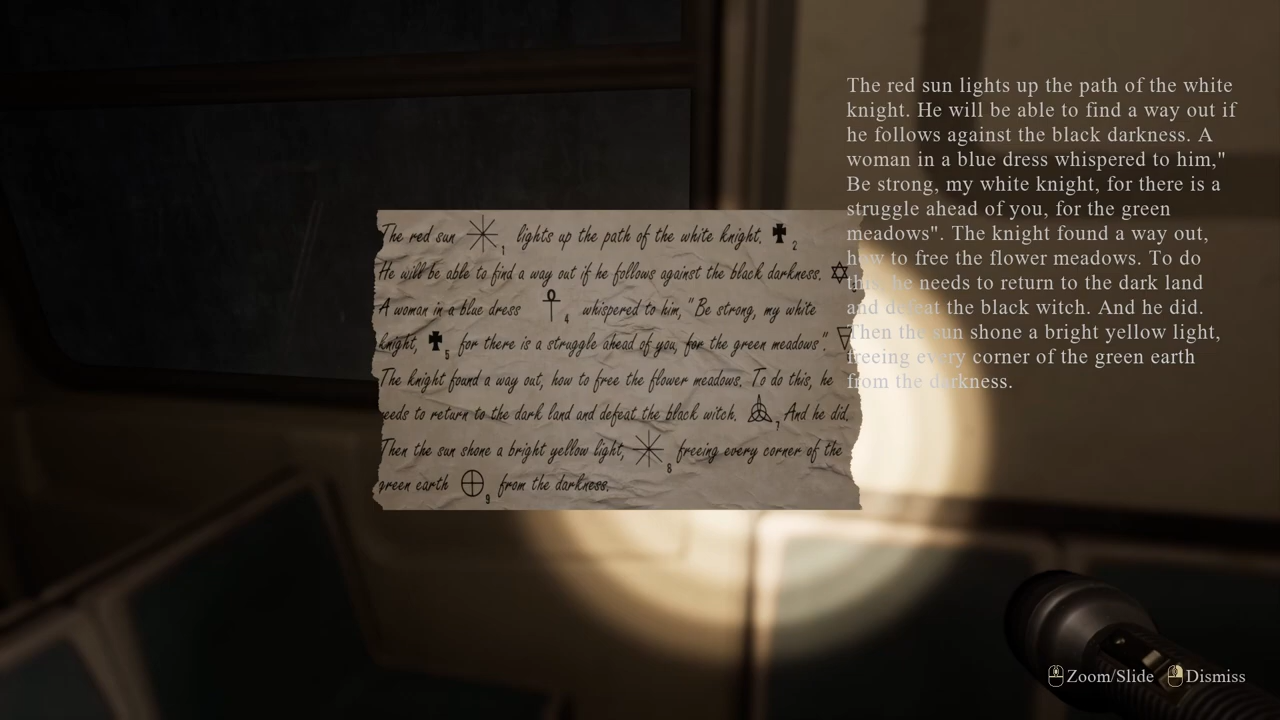 The red sun 1 lights up the path of the white knight. 2
He will be able to find a way out if he follows against the black darkness.
A woman in a blue dress 4 whispered to him, "Be strong, my white
knight, 5 for there is a struggle ahead of you, for the green meadows".
The knight found a way out, how to free the flower meadows. To do this, he
needs to return to the dark land and defeat the black witch. 7 And he did.
Then the sun shone a bright yellow light, 8 freeing every corner of the
green earth 9 from the darkness.
The red sun lights up the path of the white
knight. He will be able to find a way out if
he follows against the black darkness. A
woman in a blue dress whispered to him,"
Be strong, my white knight, for there is a
struggle ahead of you, for the green
meadows". The knight found a way out,
how to free the flower meadows. To do
this, he needs to return to the dark land
and defeat the black witch. And he did.
Then the sun shone a bright yellow light,
freeing every corner of the green earth
from the darkness.
Zoom/Slide Dismiss